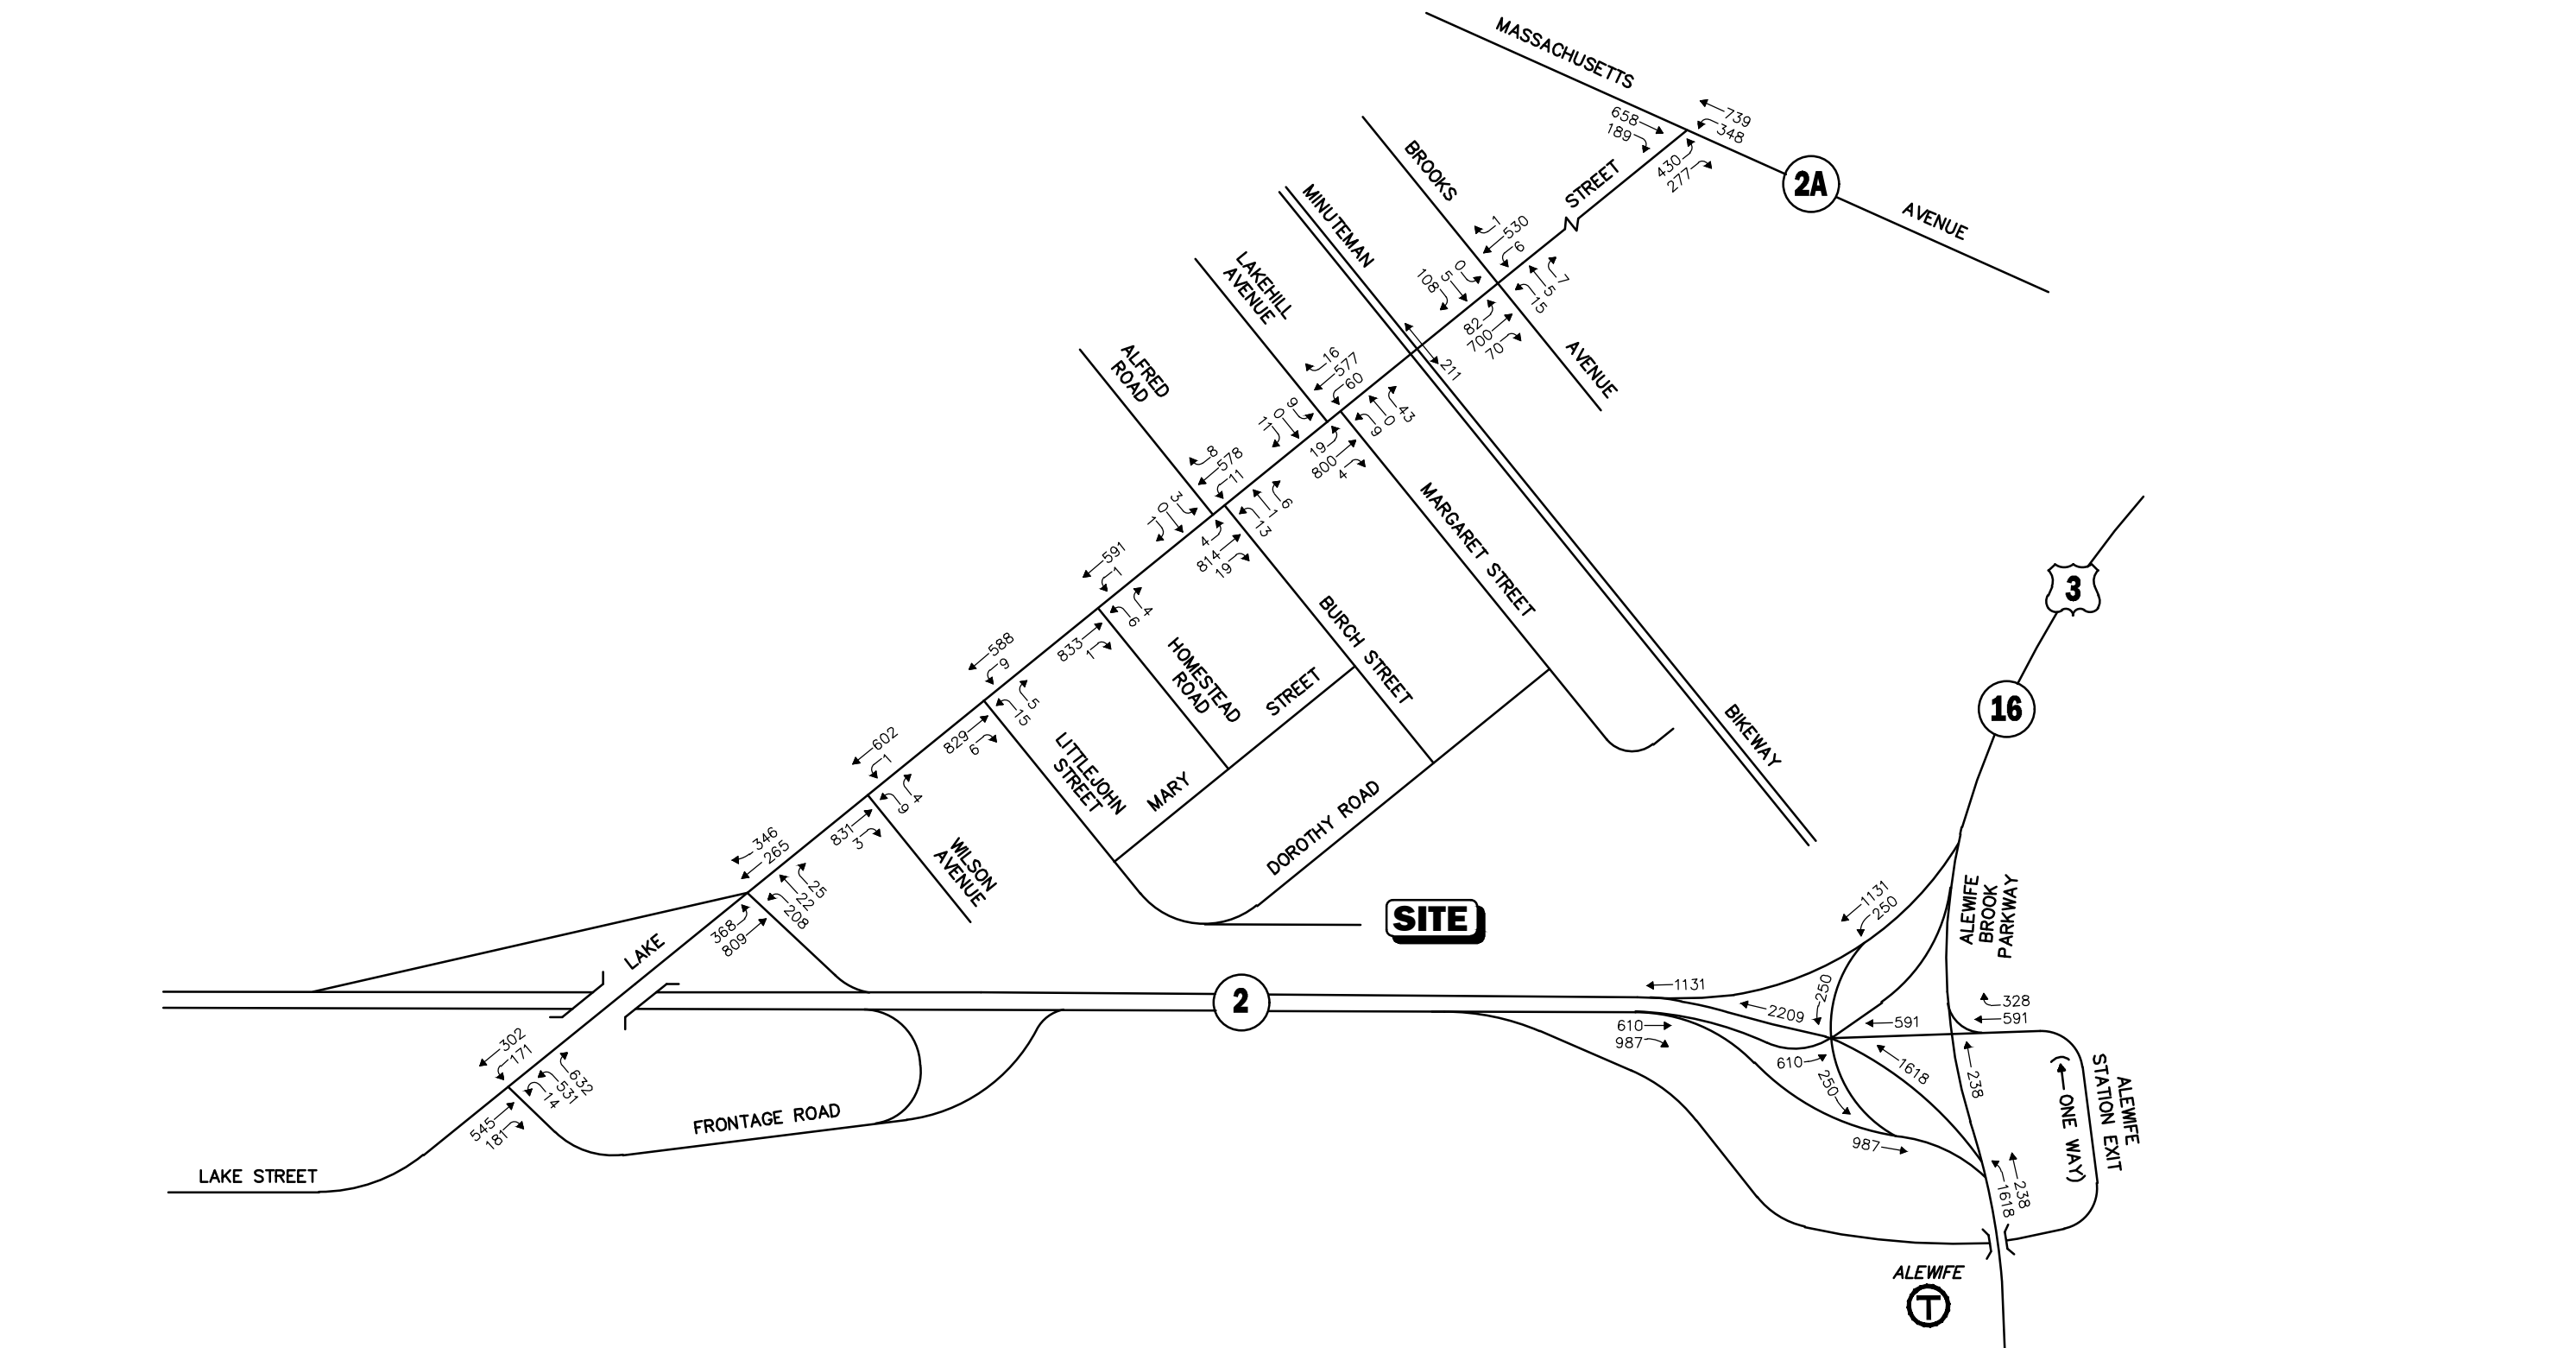 MASSACHUSETTS
AVENUE
2A
739
348
658
189
430
277
STREET
BROOKS
AVENUE
1
530
6
0
5
108
7
5
15
82
700
70
MINUTEMAN
BIKEWAY
211
LAKEHILL
AVENUE
16
577
60
9
0
11
43
0
9
19
800
4
MARGARET STREET
ALFRED
ROAD
8
578
11
3
0
1
6
1
13
4
814
19
BURCH STREET
591
1
4
6
833
1
HOMESTEAD
ROAD
588
9
5
15
829
6
LITTLEJOHN
STREET
MARY
STREET
DOROTHY ROAD
602
1
4
9
831
3
WILSON
AVENUE
346
265
25
22
208
368
809
LAKE
SITE
2
302
171
632
531
14
545
181
FRONTAGE ROAD
LAKE STREET
3
16
ALEWIFE
BROOK
PARKWAY
1131
250
1131
2209
250
591
328
591
610
987
610
250
1618
238
987
238
1618
ALEWIFE
STATION EXIT
(← ONE WAY)
ALEWIFE
T